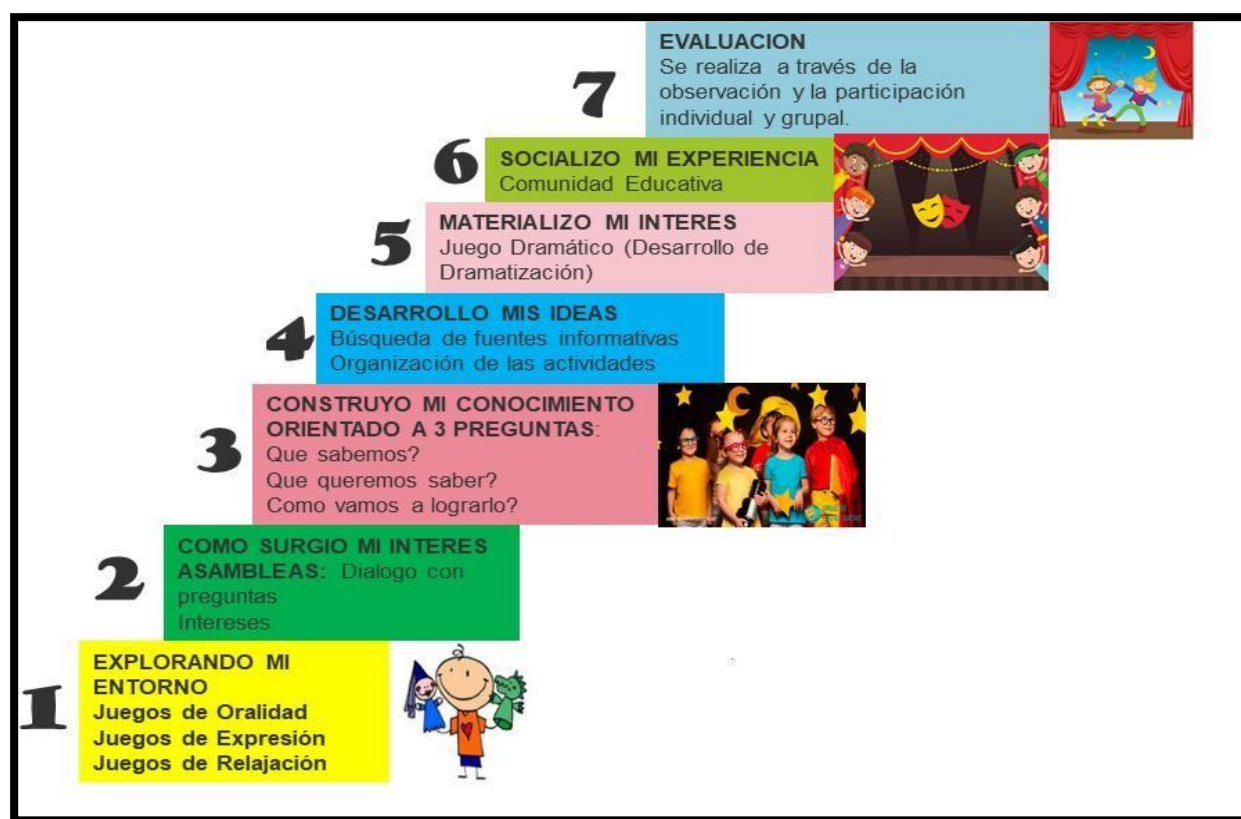 7
EVALUACION
Se realiza a través de la
observación y la participación
individual y grupal.
6
SOCIALIZO MI EXPERIENCIA
Comunidad Educativa
5
MATERIALIZO MI INTERES
Juego Dramático (Desarrollo de
Dramatización)
4
DESARROLLO MIS IDEAS
Búsqueda de fuentes informativas
Organización de las actividades
3
CONSTRUYO MI CONOCIMIENTO
ORIENTADO A 3 PREGUNTAS:
Que sabemos?
Que queremos saber?
Como vamos a lograrlo?
2
COMO SURGIO MI INTERES
ASAMBLEAS: Dialogo con
preguntas
Intereses
1
EXPLORANDO MI
ENTORNO
Juegos de Oralidad
Juegos de Expresión
Juegos de Relajación